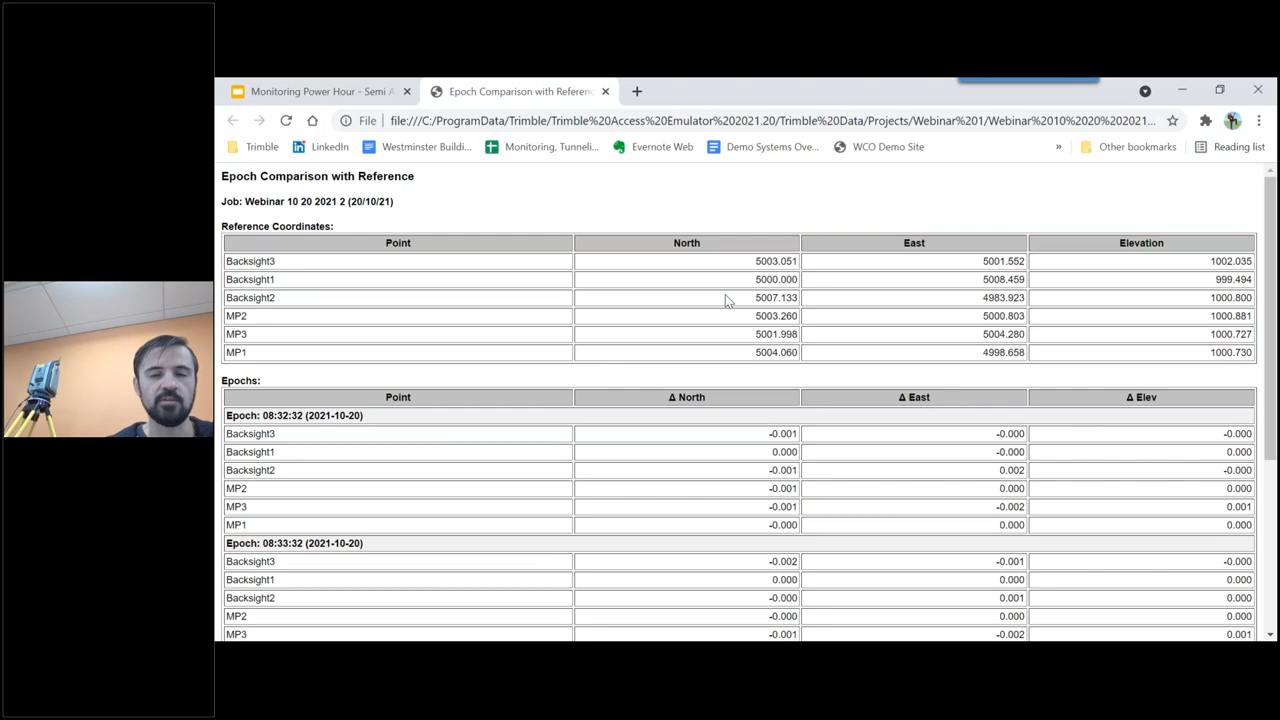 Monitoring Power Hour - Semi A
Epoch Comparison with Referenc
File file:///C:/ProgramData/Trimble/Trimble%20Access%20Emulator%202021.20/Trimble%20Data/Projects/Webinar%201/Webinar%2010%2020%202021...
Trimble LinkedIn Westminster Buildi... Monitoring, Tunneli... Evernote Web Demo Systems Ove... WCO Demo Site » Other bookmarks Reading list
Epoch Comparison with Reference
Job: Webinar 10 20 2021 2 (20/10/21)
Reference Coordinates:
Point North East Elevation
Backsight3 5003.051 5001.552 1002.035
Backsight1 5000.000 5008.459 999.494
Backsight2 5007.133 4983.923 1000.800
MP2 5003.260 5000.803 1000.881
MP3 5001.998 5004.280 1000.727
MP1 5004.060 4998.658 1000.730
Epochs:
Point Δ North Δ East Δ Elev
Epoch: 08:32:32 (2021-10-20)
Backsight3 -0.001 -0.000 -0.000
Backsight1 0.000 -0.000 0.000
Backsight2 -0.001 0.002 -0.000
MP2 -0.001 0.000 0.000
MP3 -0.001 -0.002 0.001
MP1 -0.000 0.000 0.000
Epoch: 08:33:32 (2021-10-20)
Backsight3 -0.002 -0.001 -0.000
Backsight1 0.000 0.000 0.000
Backsight2 -0.000 0.001 0.000
MP2 -0.000 0.000 0.000
MP3 -0.001 -0.002 0.001